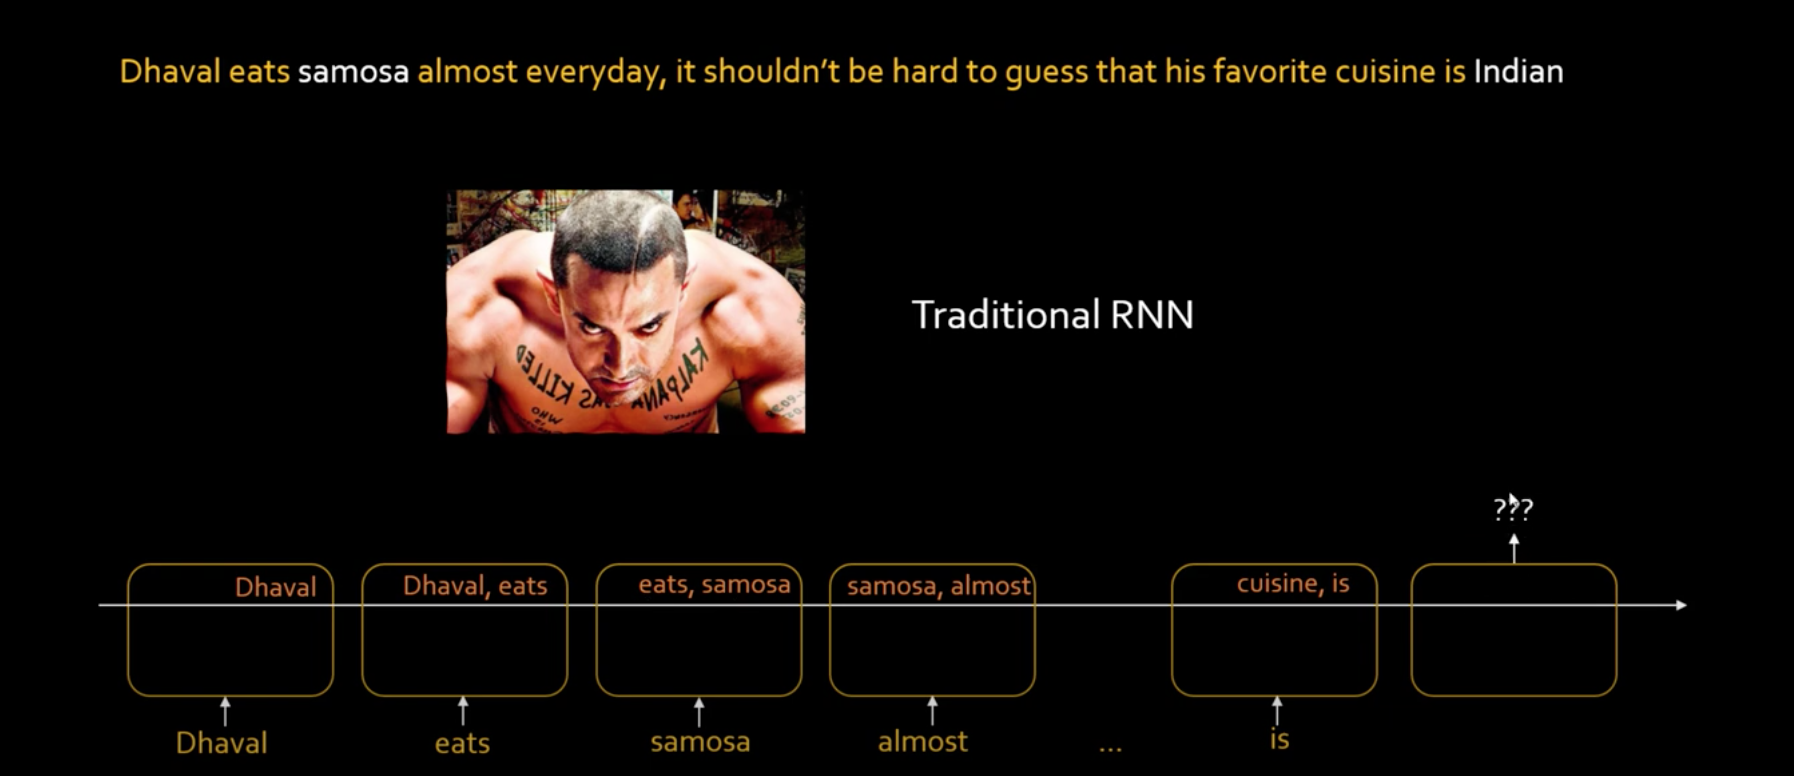 Dhaval eats samosa almost everyday, it shouldn't be hard to guess that his favorite cuisine is Indian
KALPANA WAS KILLED
WHO
Traditional RNN
???
Dhaval
Dhaval, eats
eats, samosa
samosa, almost
cuisine, is
Dhaval
eats
samosa
almost
...
is